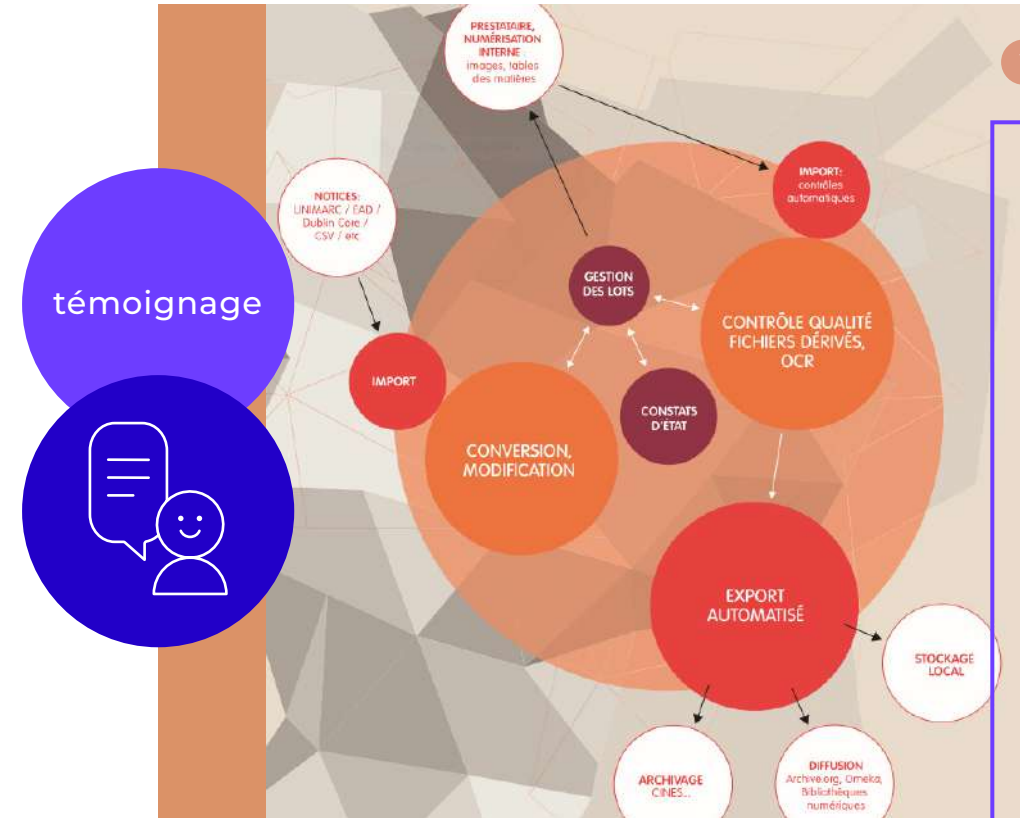 témoignage
PRESTATAIRE,
NUMÉRISATION
INTERNE :
images, tables
des matières
NOTICES:
UNIMARC / EAD /
Dublin Core /
CSV / etc
IMPORT:
contrôles
automatiques
GESTION
DES LOTS
CONTRÔLE QUALITÉ
FICHIERS DÉRIVÉS,
OCR
IMPORT
CONSTATS
D'ÉTAT
CONVERSION,
MODIFICATION
EXPORT
AUTOMATISÉ
STOCKAGE
LOCAL
ARCHIVAGE
CINES...
DIFFUSION
Archive.org, Omeka,
Bibliothèques
numériques